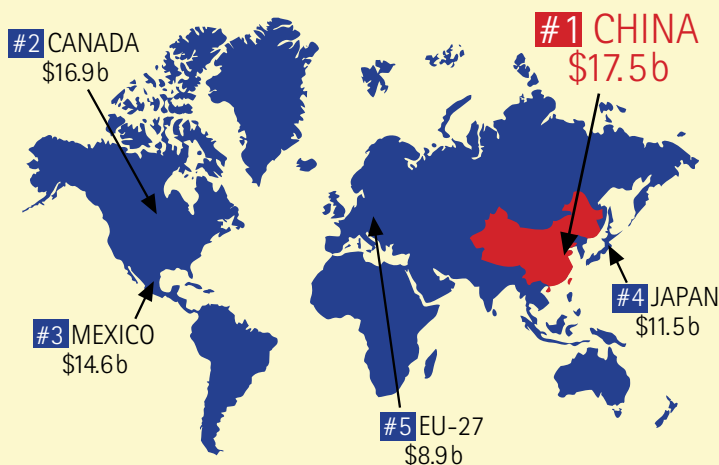 #1 CHINA
$17.5b
#2 CANADA
$16.9b
#3 MEXICO
$14.6b
#4 JAPAN
$11.5b
#5 EU-27
$8.9b